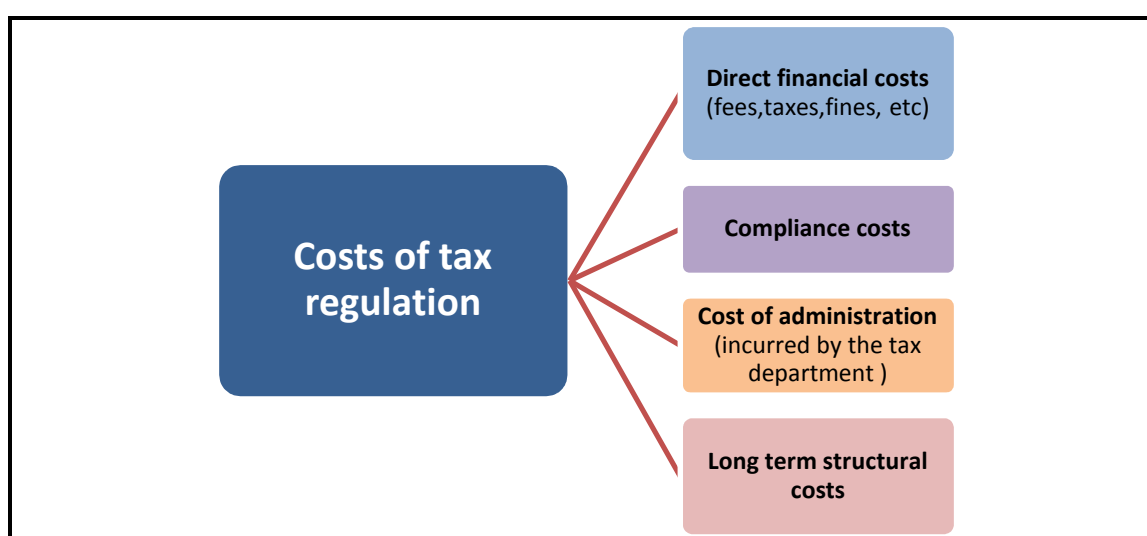 Costs of tax
regulation
Direct financial costs
(fees,taxes,fines, etc)
Compliance costs
Cost of administration
(incurred by the tax
department )
Long term structural
costs